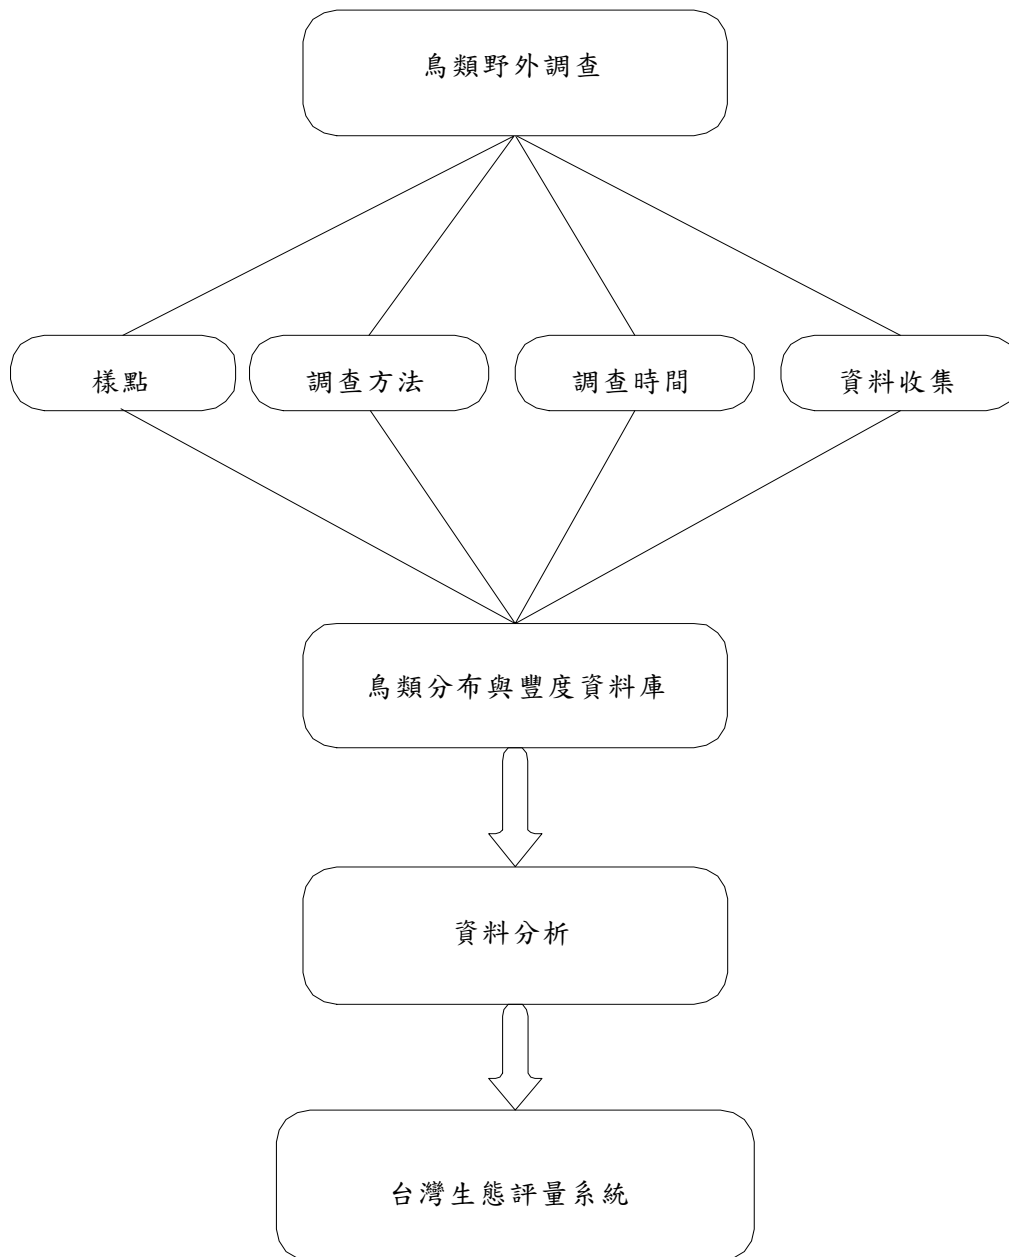 鳥類野外調查
樣點
調查方法
調查時間
資料收集
鳥類分布與豐度資料庫
資料分析
台灣生態評量系統